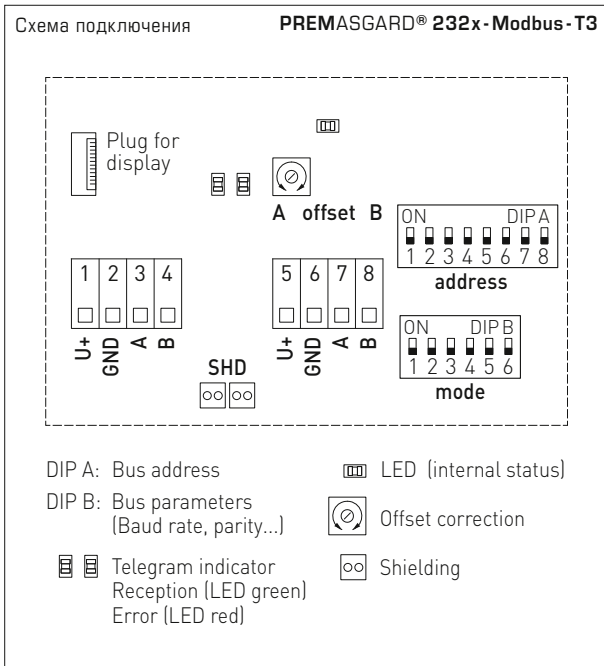 Схема подключения PREMASGARD® 232x-Modbus-T3
Plug for
display
A offset B
ON DIP A
1 2 3 4 5 6 7 8
address
1 2 3 4
U+ GND A B
5 6 7 8
U+ GND A B
SHD
ON DIP B
1 2 3 4 5 6
mode
DIP A: Bus address
DIP B: Bus parameters
(Baud rate, parity...)
Telegram indicator
Reception (LED green)
Error (LED red)
LED (internal status)
Offset correction
Shielding